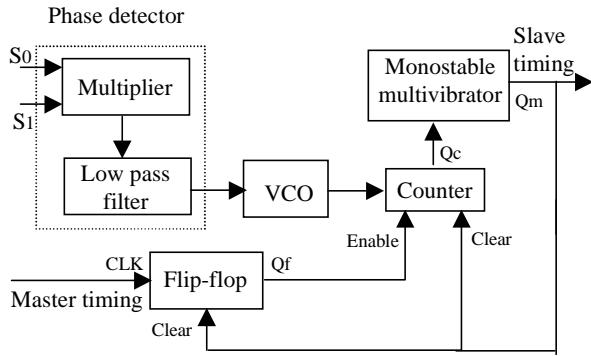 Phase detector
S0
S1
Multiplier
Low pass
filter
VCO
Counter
Monostable
multivibrator
Slave
timing
Qm
Qc
Enable
Clear
CLK
Master timing
Flip-flop
Qf
Clear